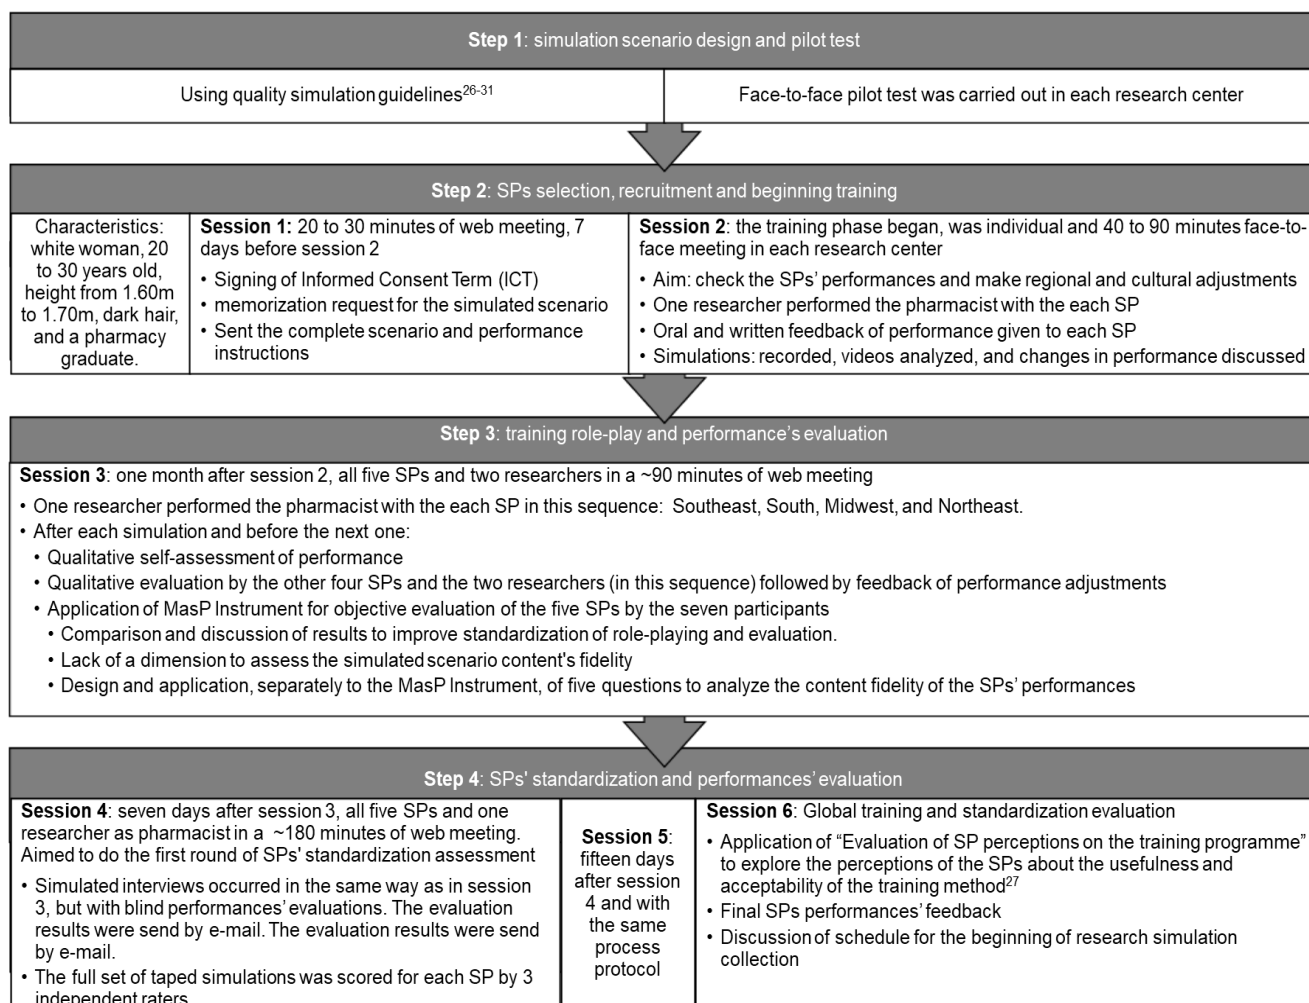 Step 1: simulation scenario design and pilot test
Using quality simulation guidelines26-31
Face-to-face pilot test was carried out in each research center
Step 2: SPs selection, recruitment and beginning training
Characteristics:
white woman, 20
to 30 years old,
height from 1.60m
to 1.70m, dark hair,
and a pharmacy
graduate.
Session 1: 20 to 30 minutes of web meeting, 7
days before session 2
• Signing of Informed Consent Term (ICT)
• memorization request for the simulated scenario
• Sent the complete scenario and performance
instructions
Session 2: the training phase began, was individual and 40 to 90 minutes face-to-
face meeting in each research center
• Aim: check the SPs' performances and make regional and cultural adjustments
• One researcher performed the pharmacist with the each SP
• Oral and written feedback of performance given to each SP
• Simulations: recorded, videos analyzed, and changes in performance discussed
Step 3: training role-play and performance's evaluation
Session 3: one month after session 2, all five SPs and two researchers in a ~90 minutes of web meeting
• One researcher performed the pharmacist with the each SP in this sequence: Southeast, South, Midwest, and Northeast.
• After each simulation and before the next one:
• Qualitative self-assessment of performance
• Qualitative evaluation by the other four SPs and the two researchers (in this sequence) followed by feedback of performance adjustments
• Application of MasP Instrument for objective evaluation of the five SPs by the seven participants
• Comparison and discussion of results to improve standardization of role-playing and evaluation.
• Lack of a dimension to assess the simulated scenario content's fidelity
• Design and application, separately to the MasP Instrument, of five questions to analyze the content fidelity of the SPs' performances
Step 4: SPs' standardization and performances' evaluation
Session 4: seven days after session 3, all five SPs and one
researcher as pharmacist in a ~180 minutes of web meeting.
Aimed to do the first round of SPs' standardization assessment
• Simulated interviews occurred in the same way as in session
3, but with blind performances' evaluations. The evaluation
results were send by e-mail. The evaluation results were send
by e-mail.
• The full set of taped simulations was scored for each SP by 3
independent raters
Session 5:
fifteen days
after session
4 and with
the same
process
protocol
Session 6: Global training and standardization evaluation
• Application of “Evaluation of SP perceptions on the training programme”
to explore the perceptions of the SPs about the usefulness and
acceptability of the training method27
• Final SPs performances' feedback
• Discussion of schedule for the beginning of research simulation
collection